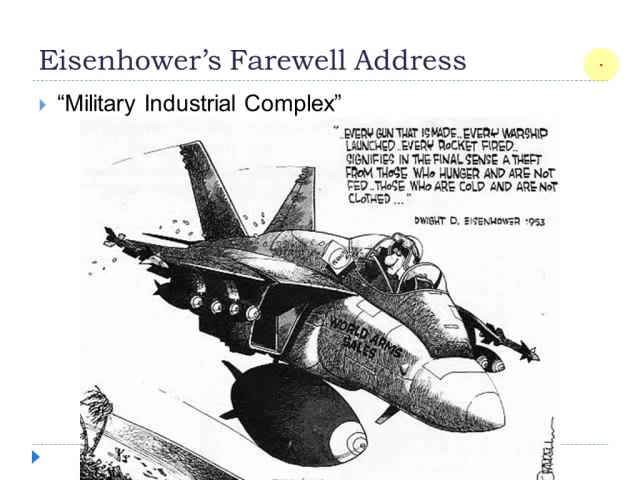 Eisenhower’s Farewell Address
“Military Industrial Complex”
"..EVERY GUN THAT IS MADE..EVERY WARSHIP
LAUNCHED..EVERY ROCKET FIRED..
SIGNIFIES IN THE FINAL SENSE A THEFT
FROM THOSE WHO HUNGER AND ARE NOT
FED..THOSE WHO ARE COLD AND ARE NOT
CLOTHED..."
DWIGHT D. EISENHOWER 1953
WORLD ARMS
SALES